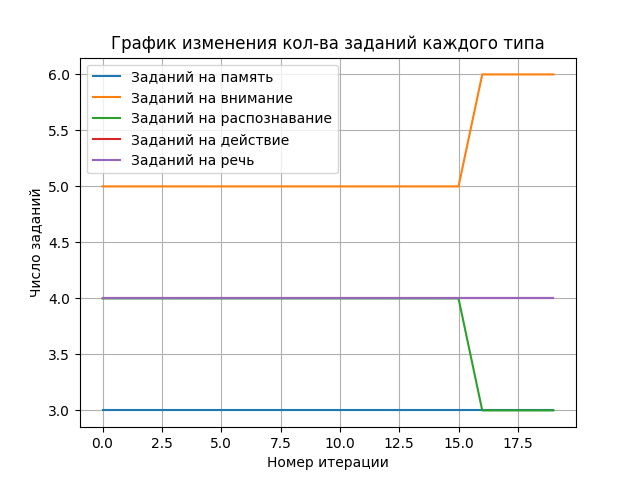 График изменения кол-ва заданий каждого типа
Заданий на память
Заданий на внимание
Заданий на распознавание
Заданий на действие
Заданий на речь
Число заданий
6.0
5.5
5.0
4.5
4.0
3.5
3.0
0.0 2.5 5.0 7.5 10.0 12.5 15.0 17.5
Номер итерации